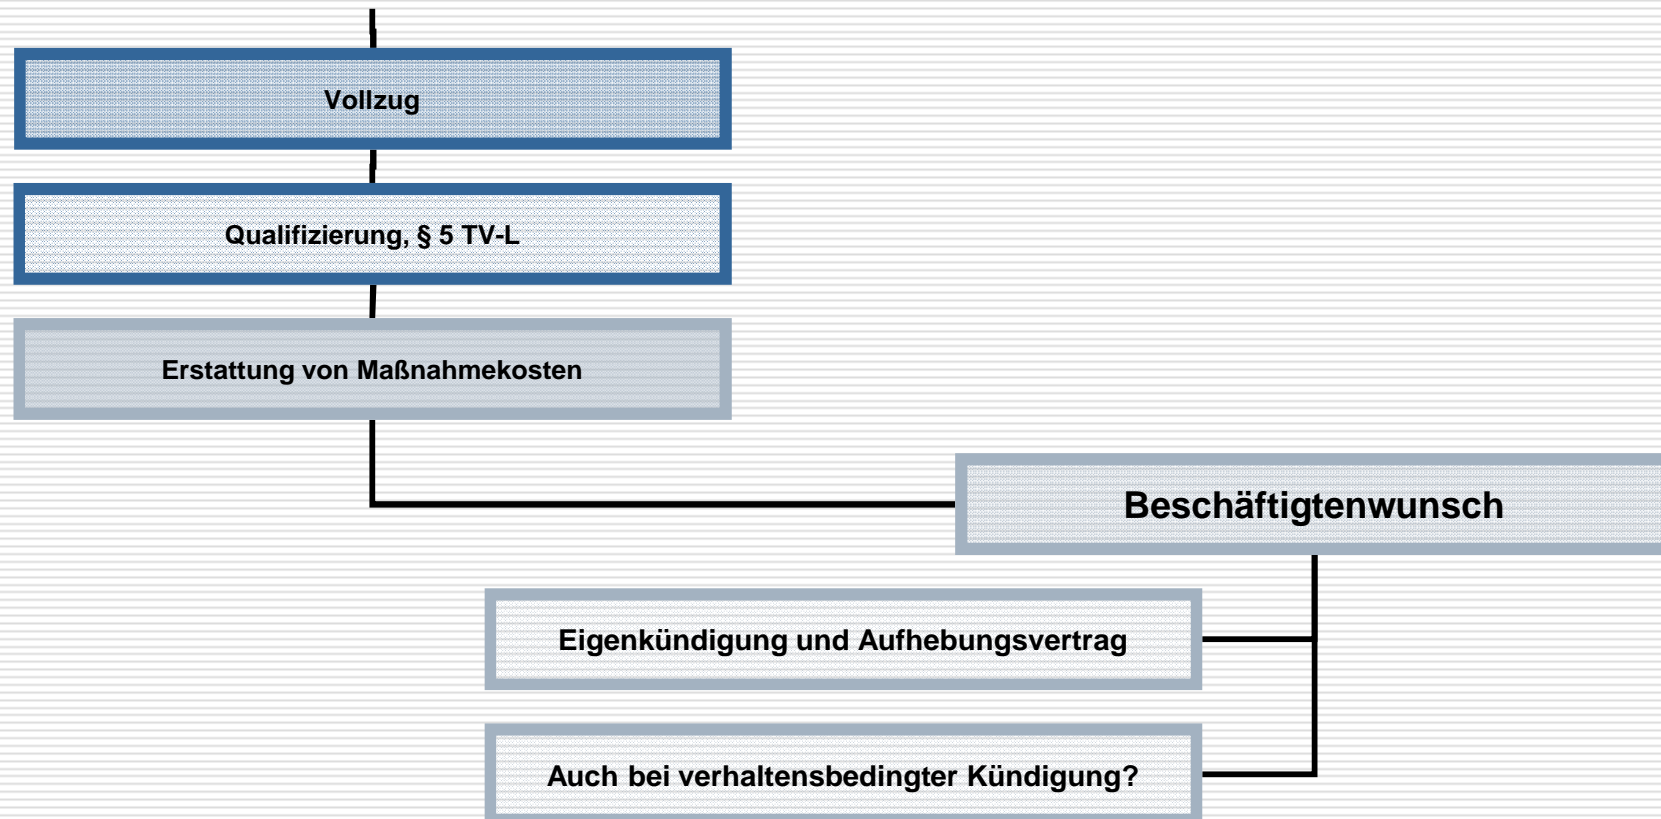 Vollzug
Qualifizierung, § 5 TV-L
Erstattung von Maßnahmekosten
Beschäftigtenwunsch
Eigenkündigung und Aufhebungsvertrag
Auch bei verhaltensbedingter Kündigung?